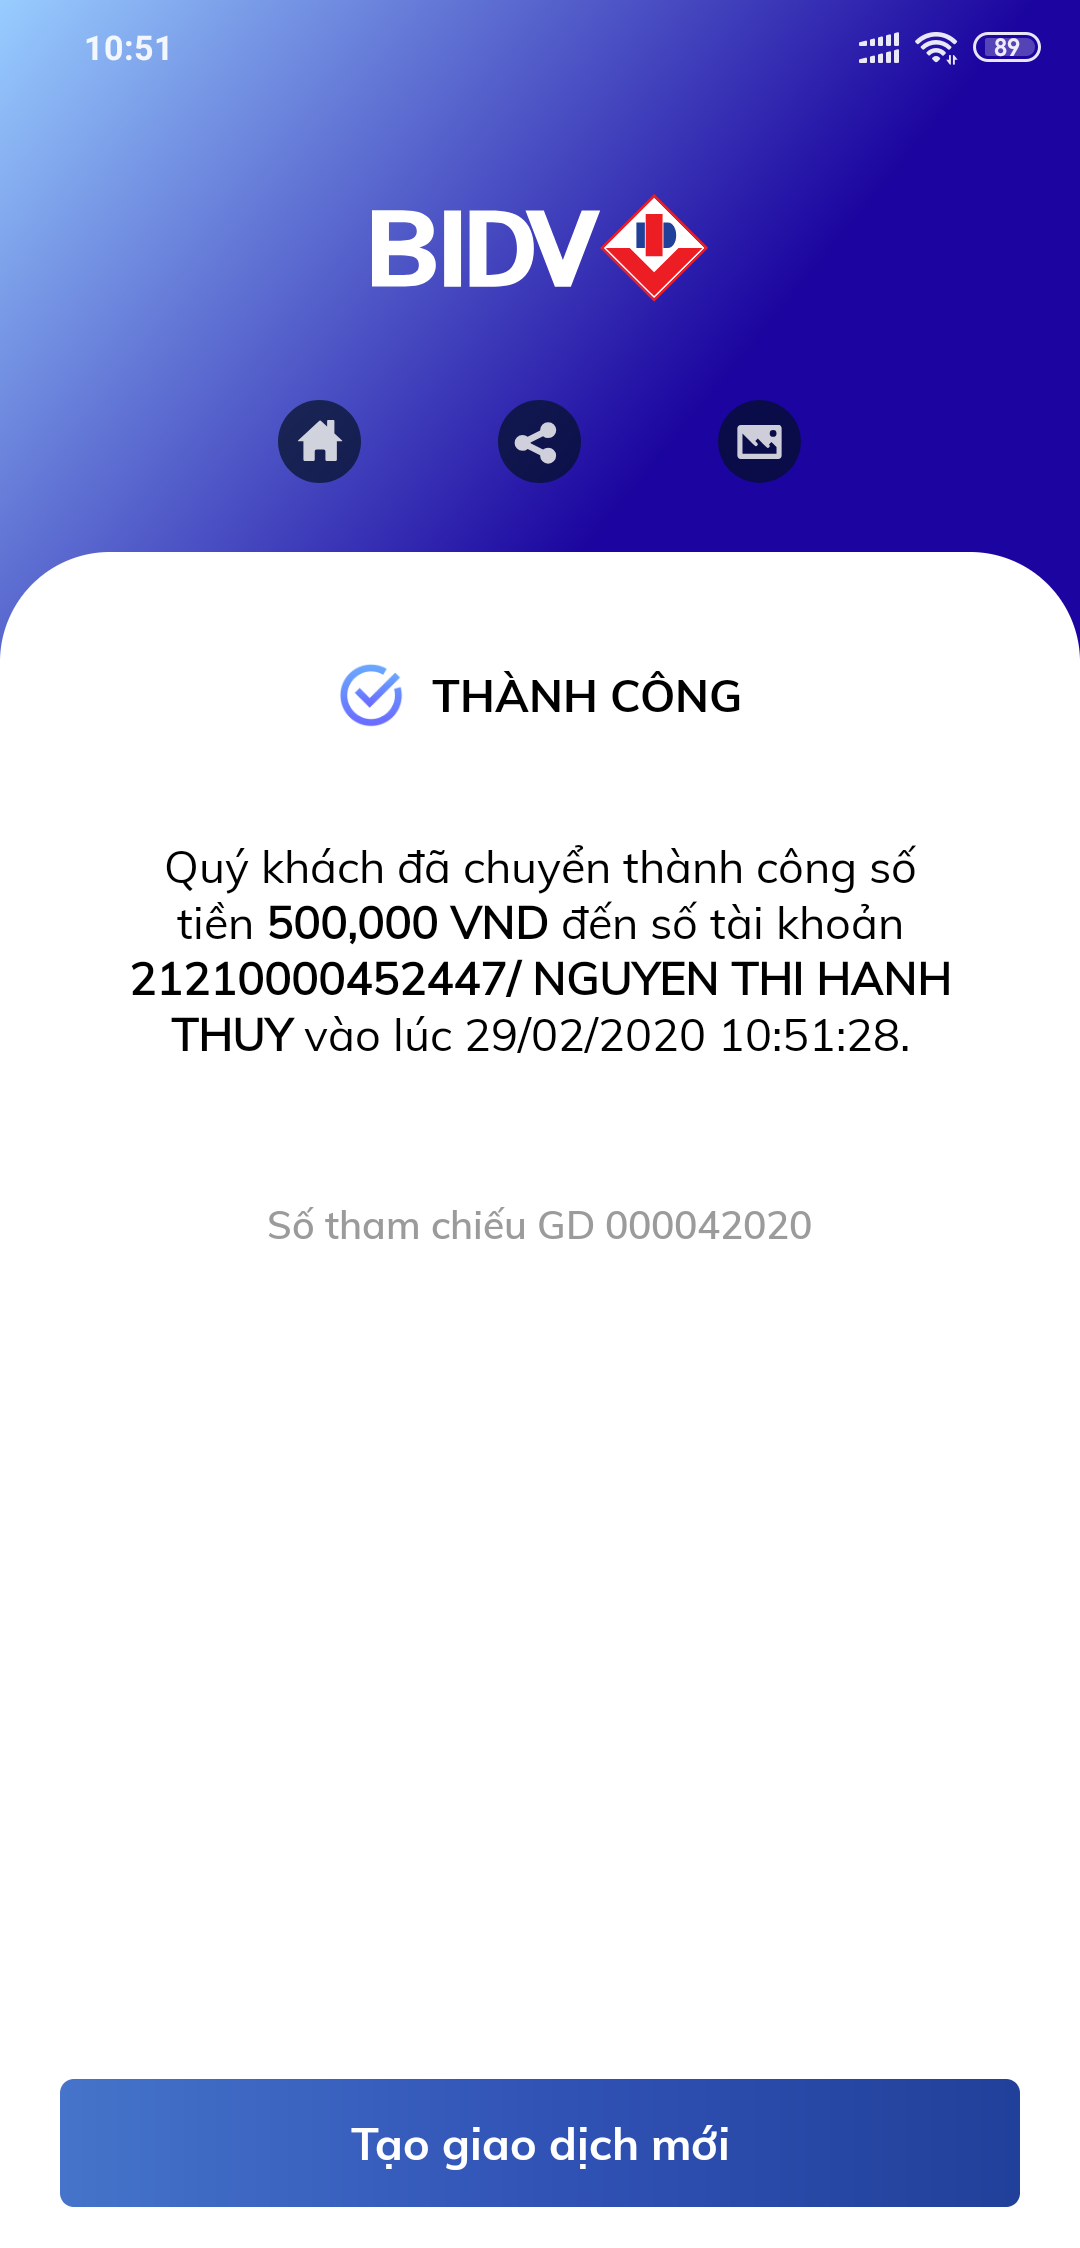 10:51
89
BIDV
THÀNH CÔNG
Quý khách đã chuyển thành công số
tiền 500,000 VND đến số tài khoản
21210000452447/ NGUYEN THI HANH
THUY vào lúc 29/02/2020 10:51:28.
Số tham chiếu GD 000042020
Tạo giao dịch mới